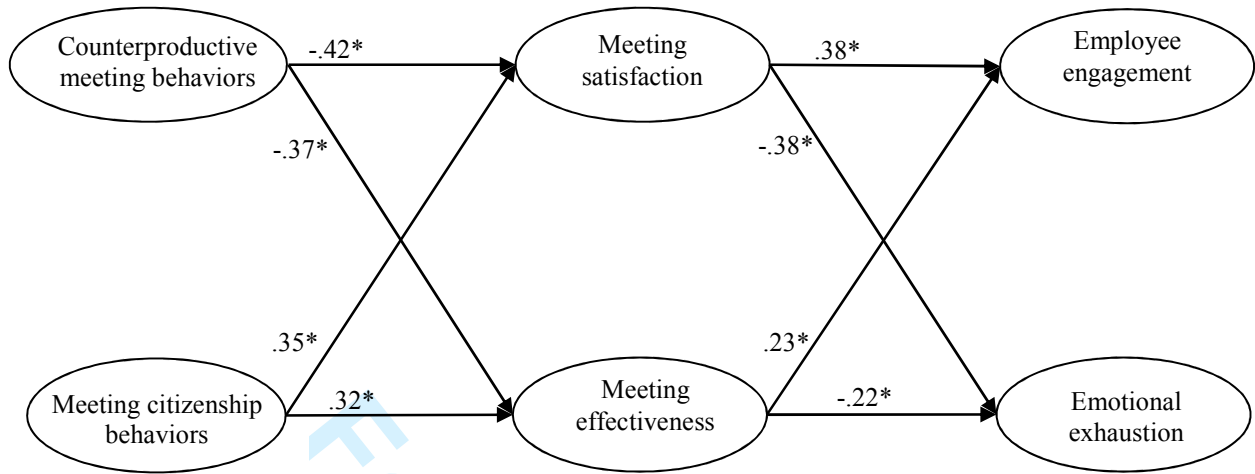 Counterproductive
meeting behaviors
-.42*
Meeting
satisfaction
.38*
Employee
engagement
-.37*
-.38*
.35*
.23*
Meeting citizenship
behaviors
.32*
Meeting
effectiveness
-.22*
Emotional
exhaustion